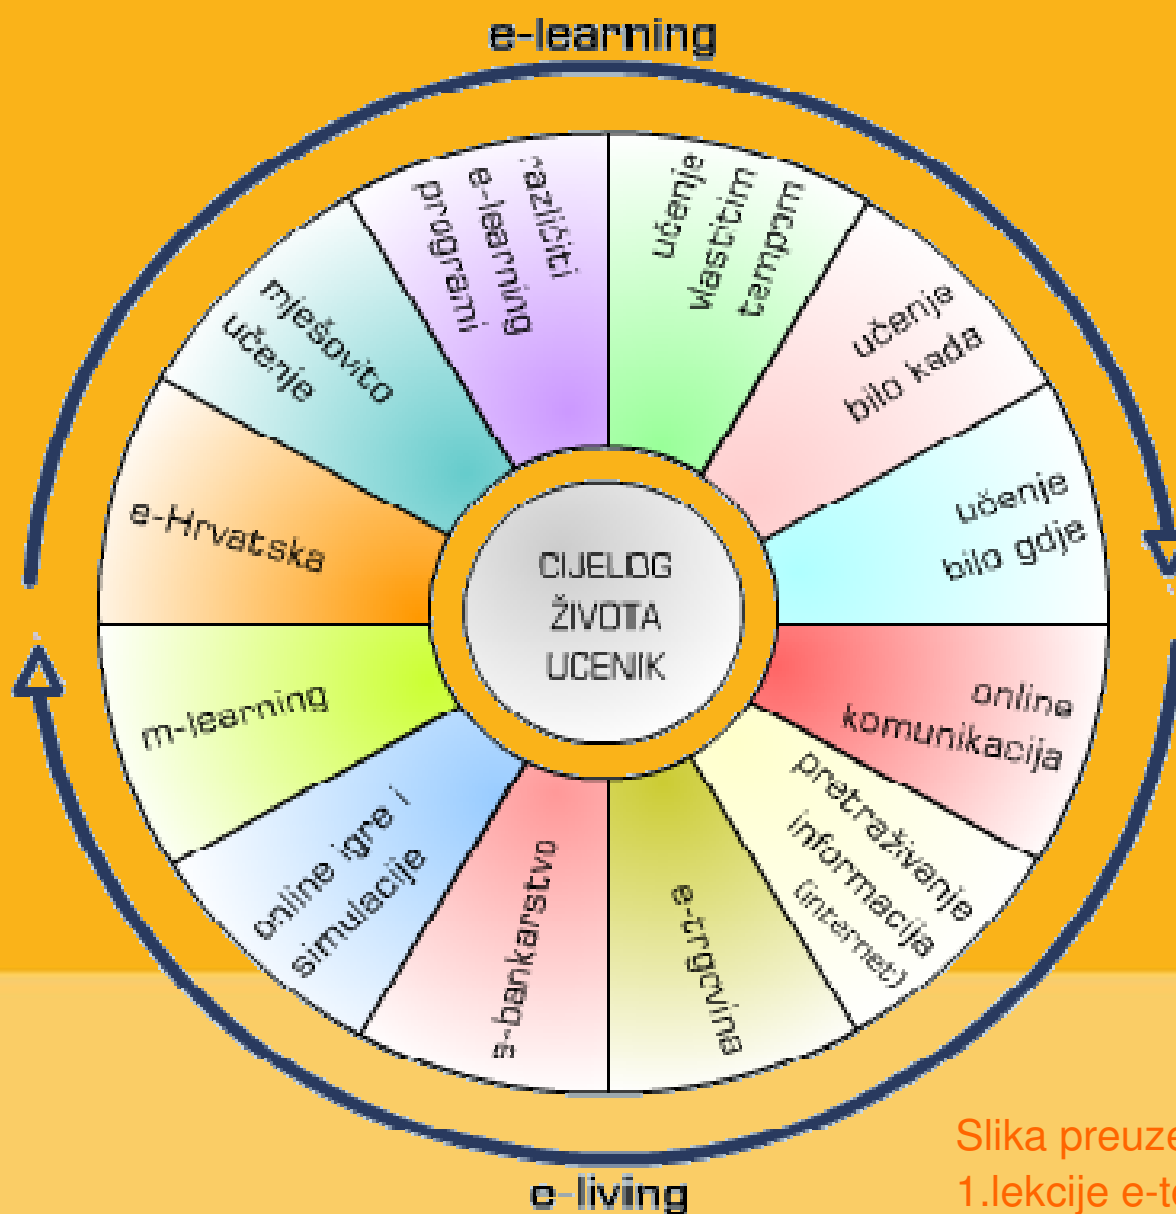 e-learning
različiti
e-learning
programi
učenje
vlastitim
tempom
učenje
bilo kada
učenje
bilo gdje
online
komunikacija
pretraživanje
informacija
(internet)
e-trgovina
e-bankarstvo
online igre i
simulacije
m-learning
e-Hrvatska
mješovito
učenje
CIJELOG
ŽIVOTA
UCENIK
e-living
Slika preuze
1.lekcije e-t